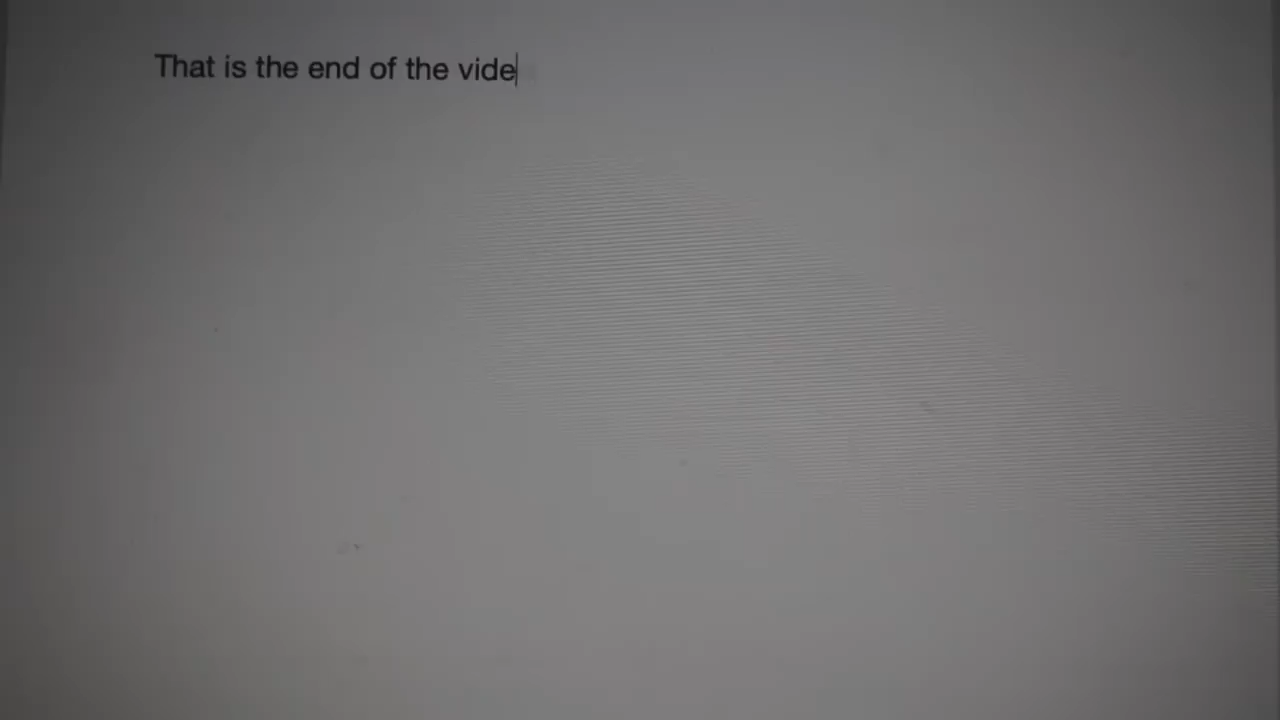 That is the end of the vide